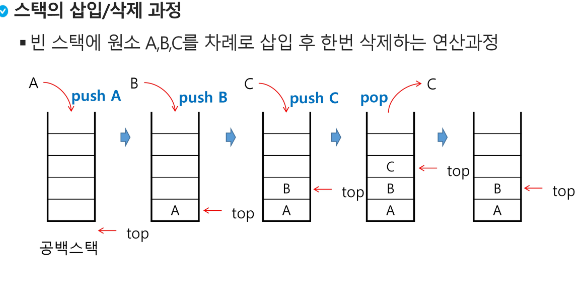 스택의 삽입/삭제 과정
▪ 빈 스택에 원소 A,B,C를 차례로 삽입 후 한번 삭제하는 연산과정
A B C C
push A push B push C pop
C top
B top B B top
A top A A A
top
공백스택